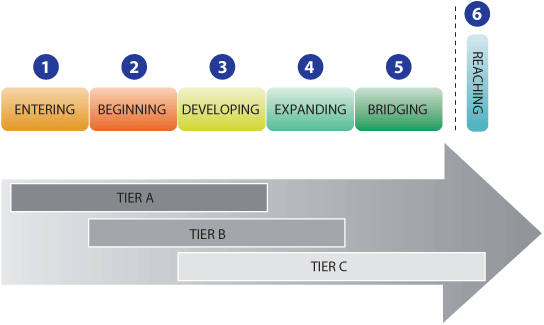 1 2 3 4 5 6
ENTERING BEGINNING DEVELOPING EXPANDING BRIDGING REACHING
TIER A
TIER B
TIER C